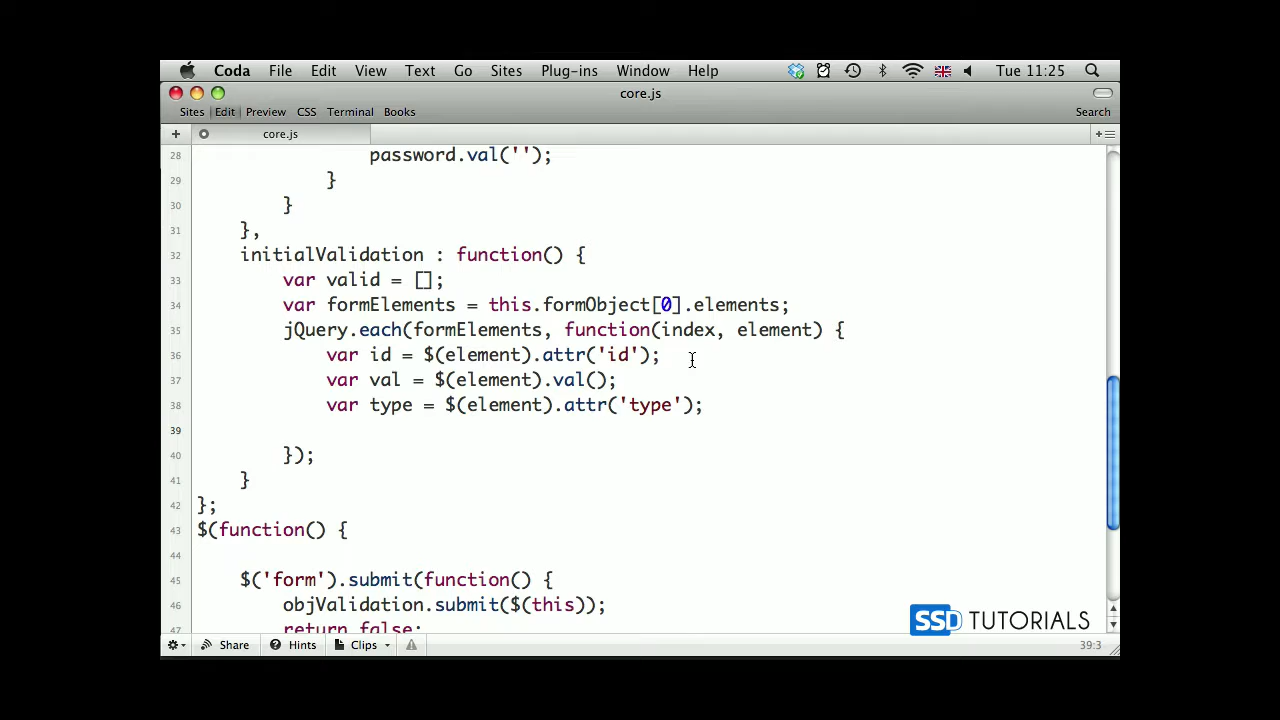 Coda File Edit View Text Go Sites Plug-ins Window Help Tue 11:25
core.js
Sites Edit Preview CSS Terminal Books Search
core.js
28 password.val('');
29 }
30 }
31 },
32 initialValidation : function() {
33 var valid = [];
34 var formElements = this.formObject[0].elements;
35 jQuery.each(formElements, function(index, element) {
36 var id = $(element).attr('id');
37 var val = $(element).val();
38 var type = $(element).attr('type');
39
40 });
41 }
42 };
43 $(function() {
44
45 $('form').submit(function() {
46 objValidation.submit($(this));
47 return false;
SSD TUTORIALS
Share Hints Clips 39:3